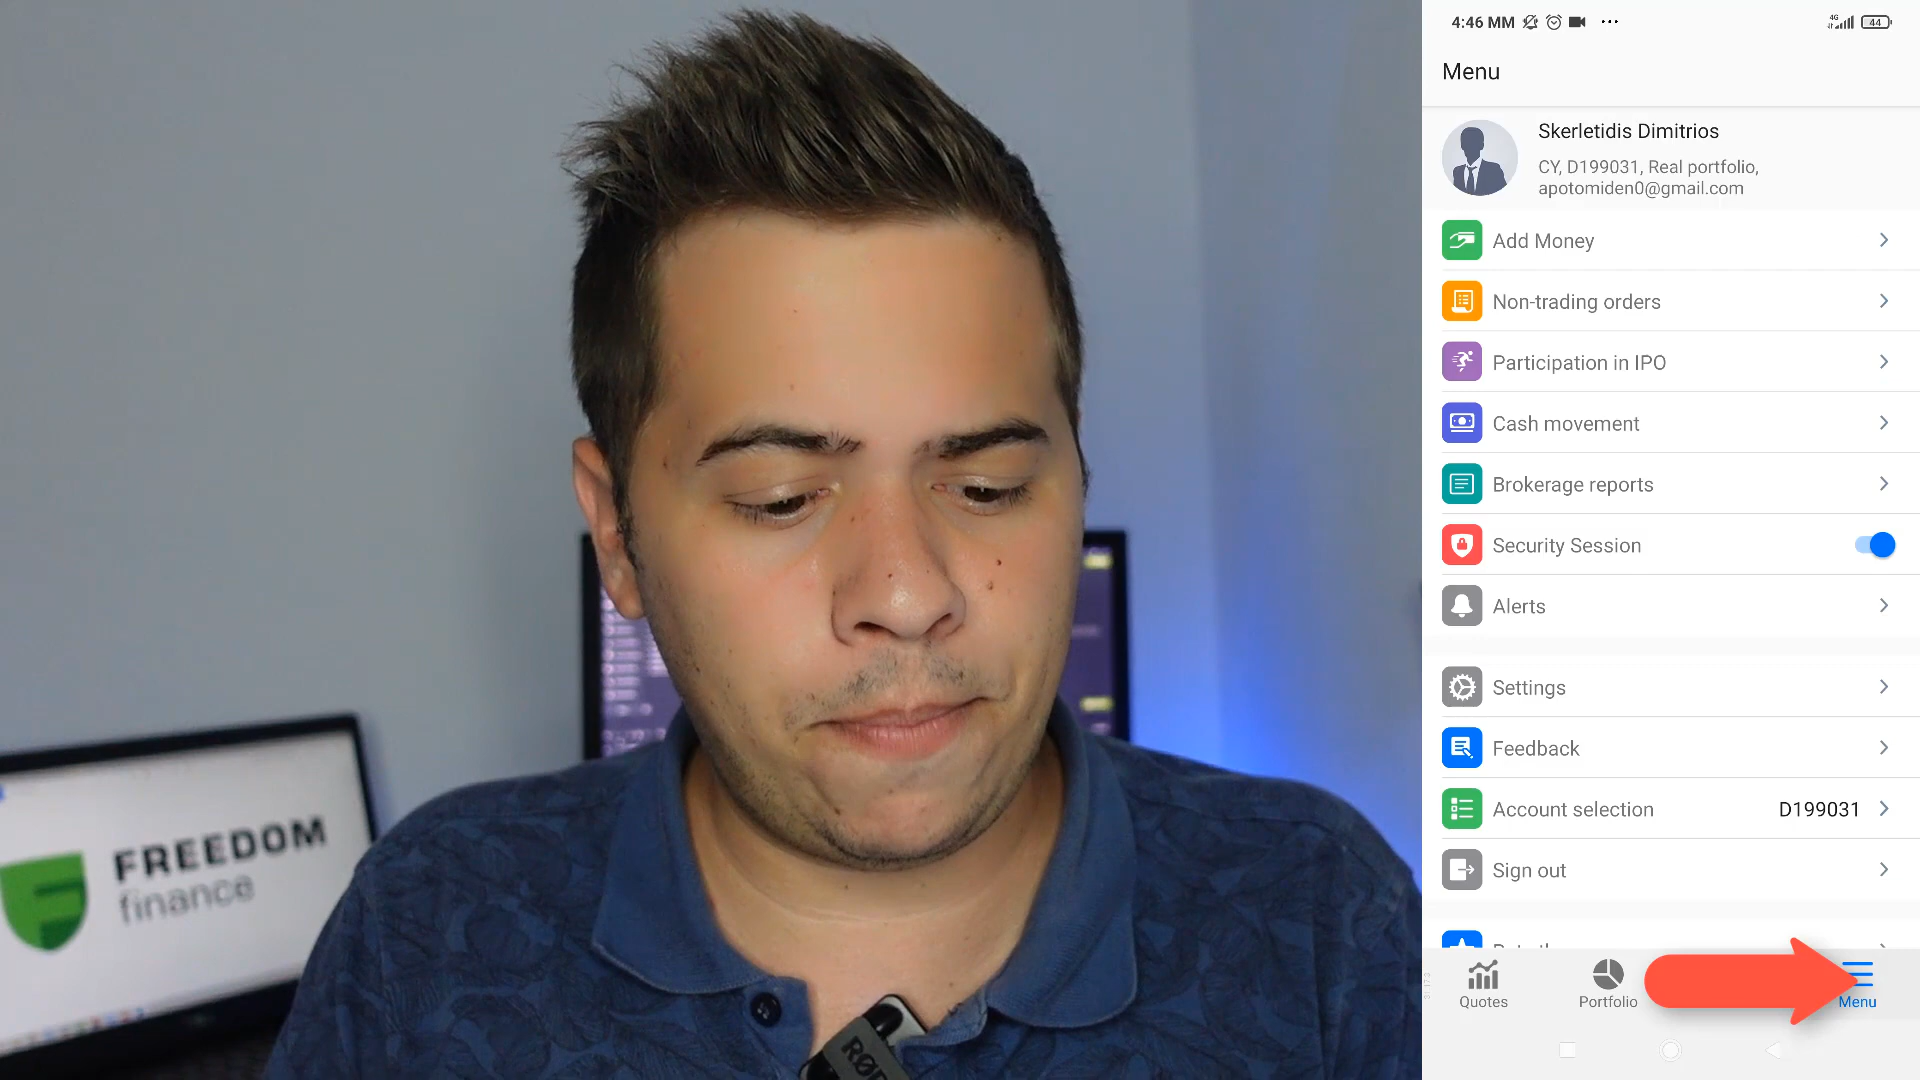 4:46 MM
4G
44
Menu
Skerletidis Dimitrios
CY, D199031, Real portfolio,
apotomiden0@gmail.com
Add Money
Non-trading orders
Participation in IPO
Cash movement
Brokerage reports
Security Session
Alerts
Settings
Feedback
Account selection D199031
Sign out
Quotes
Portfolio
Menu
FREEDOM
finance